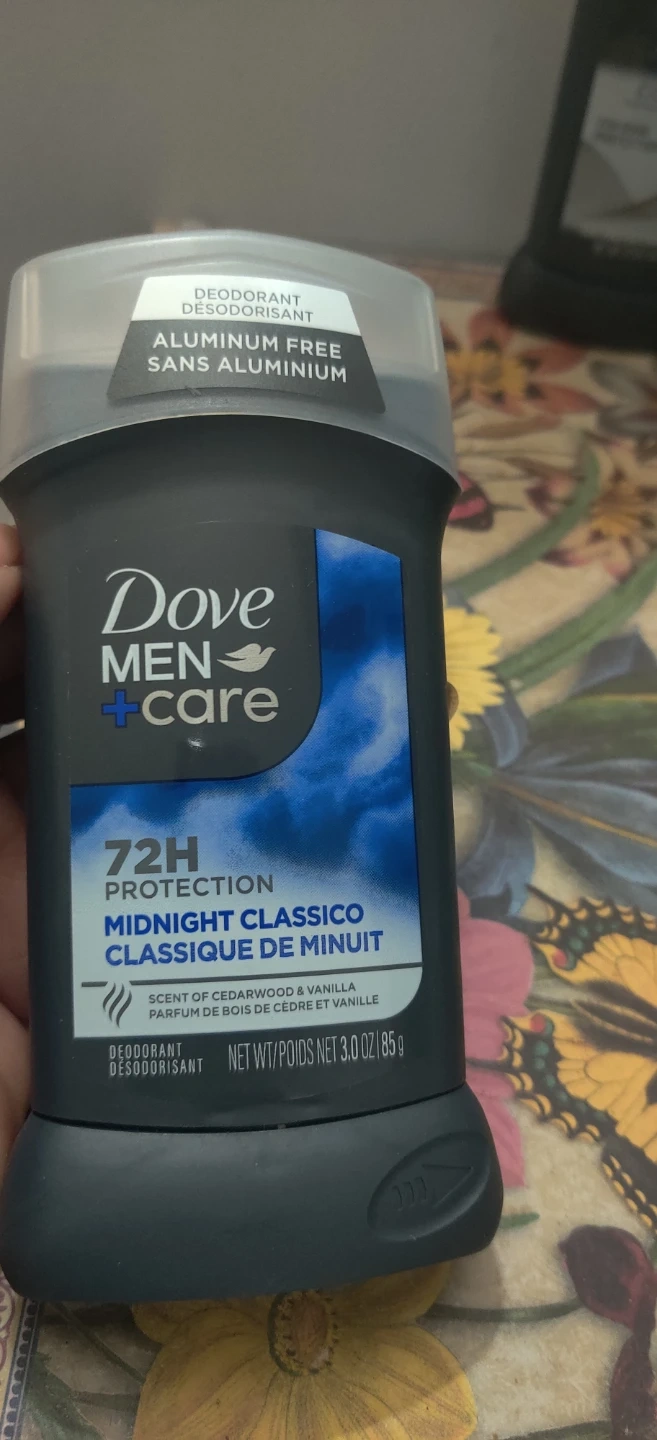 DEODORANT
DÉSODORISANT
ALUMINUM FREE
SANS ALUMINIUM
Dove
MEN
+care
72H
PROTECTION
MIDNIGHT CLASSICO
CLASSIQUE DE MINUIT
SCENT OF CEDARWOOD & VANILLA
PARFUM DE BOIS DE CÈDRE ET VANILLE
DEODORANT
DÉSODORISANT
NET WT/POIDS NET 3.0 OZ | 85 g